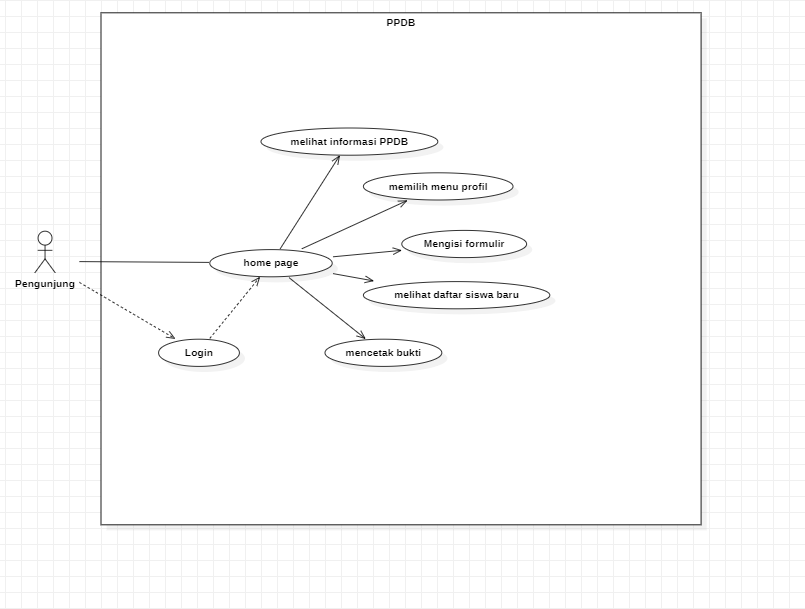 PPDB
melihat informasi PPDB
memilih menu profil
Mengisi formulir
home page
Pengunjung
melihat daftar siswa baru
Login
mencetak bukti